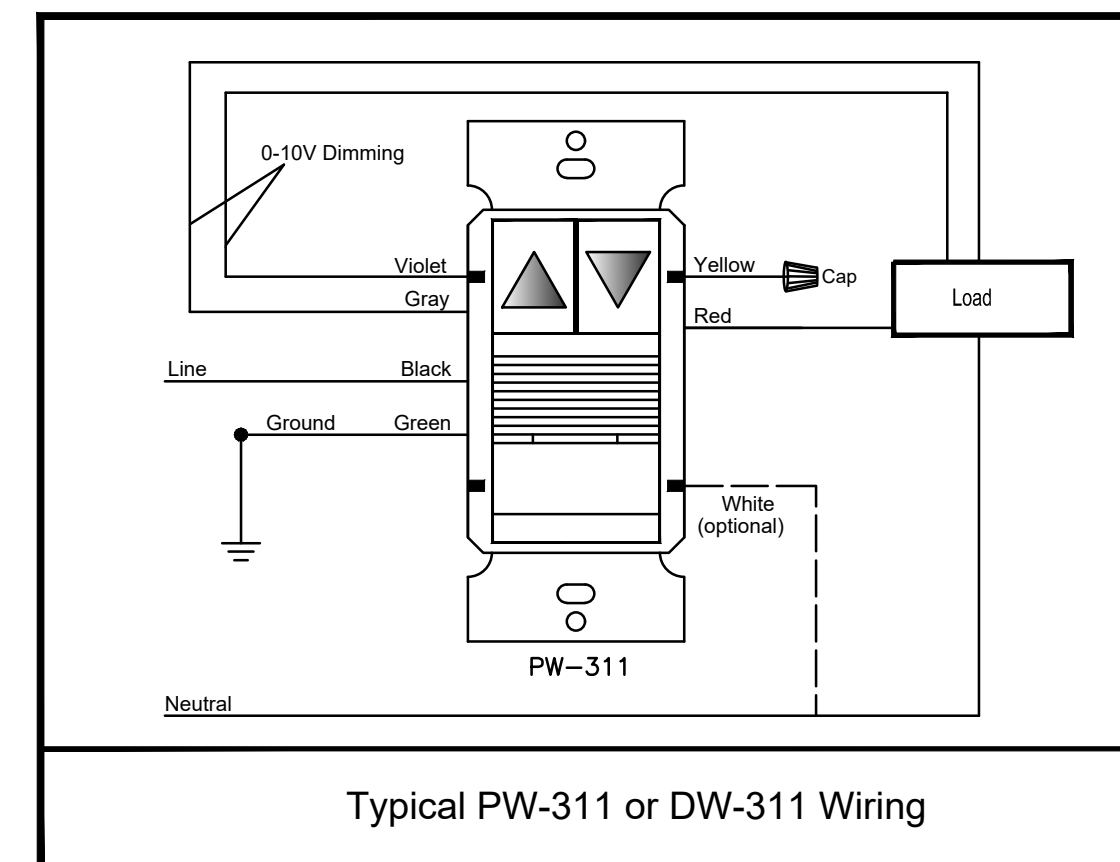 0-10V Dimming
Violet
Yellow
Cap
Gray
Load
Red
Line
Black
Ground
Green
White
(optional)
PW-311
Neutral
Typical PW-311 or DW-311 Wiring